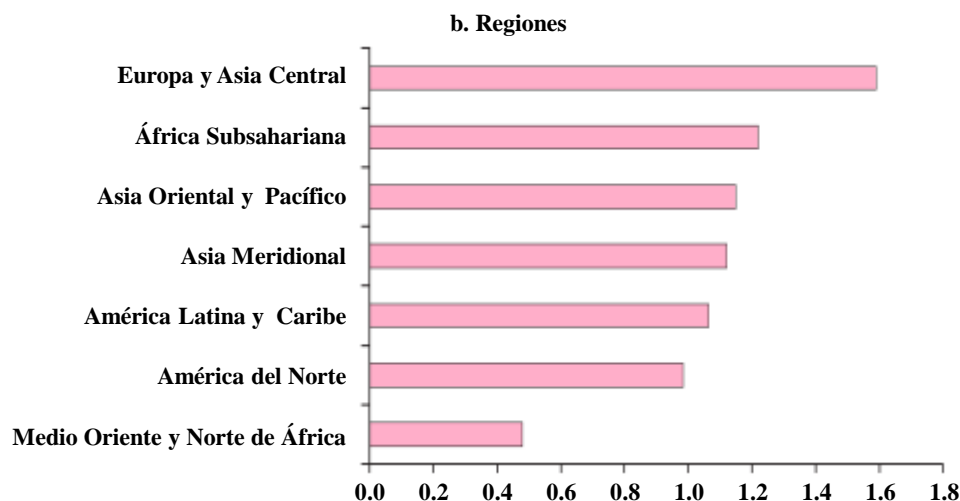 b. Regiones
Europa y Asia Central
África Subsahariana
Asia Oriental y Pacífico
Asia Meridional
América Latina y Caribe
América del Norte
Medio Oriente y Norte de África
0.0 0.2 0.4 0.6 0.8 1.0 1.2 1.4 1.6 1.8